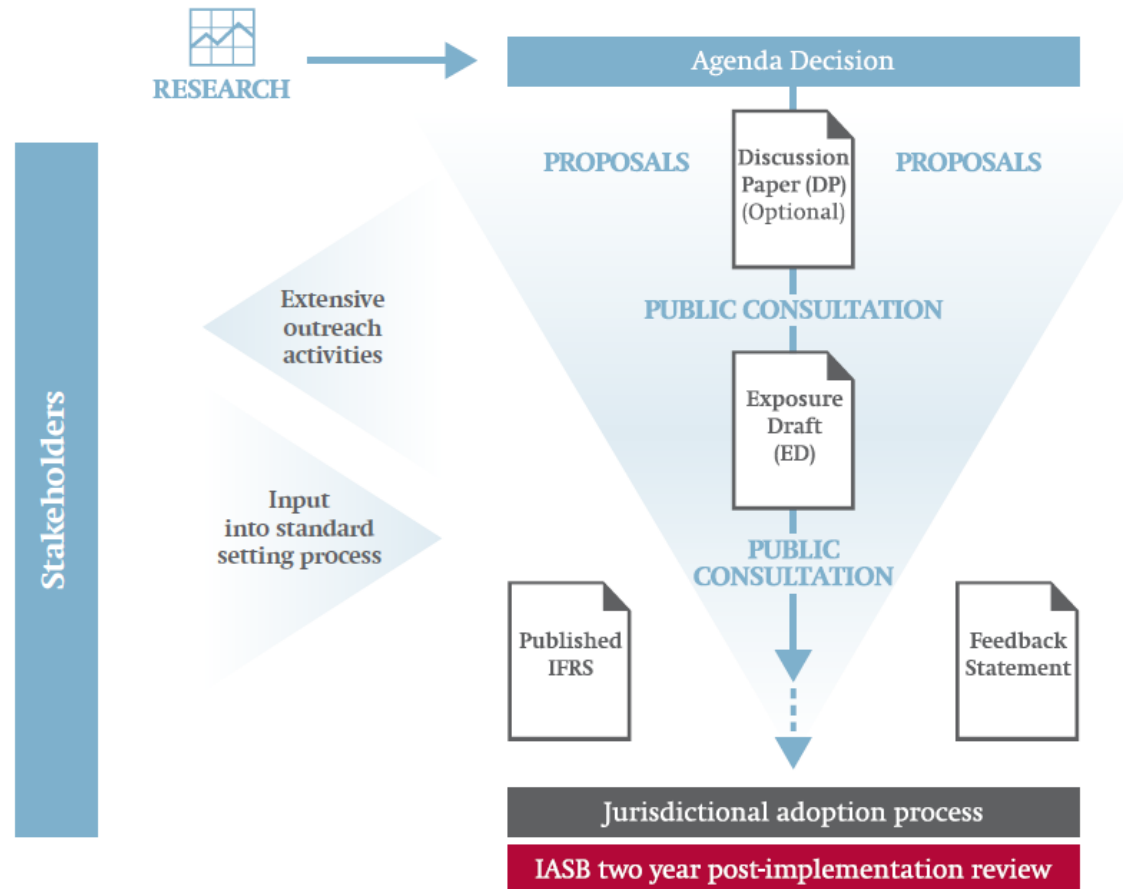 RESEARCH
Agenda Decision
Stakeholders
PROPOSALS
Discussion
Paper (DP)
(Optional)
PROPOSALS
Extensive
outreach
activities
PUBLIC CONSULTATION
Exposure
Draft
(ED)
Input
into standard
setting process
PUBLIC
CONSULTATION
Published
IFRS
Feedback
Statement
Jurisdictional adoption process
IASB two year post-implementation review